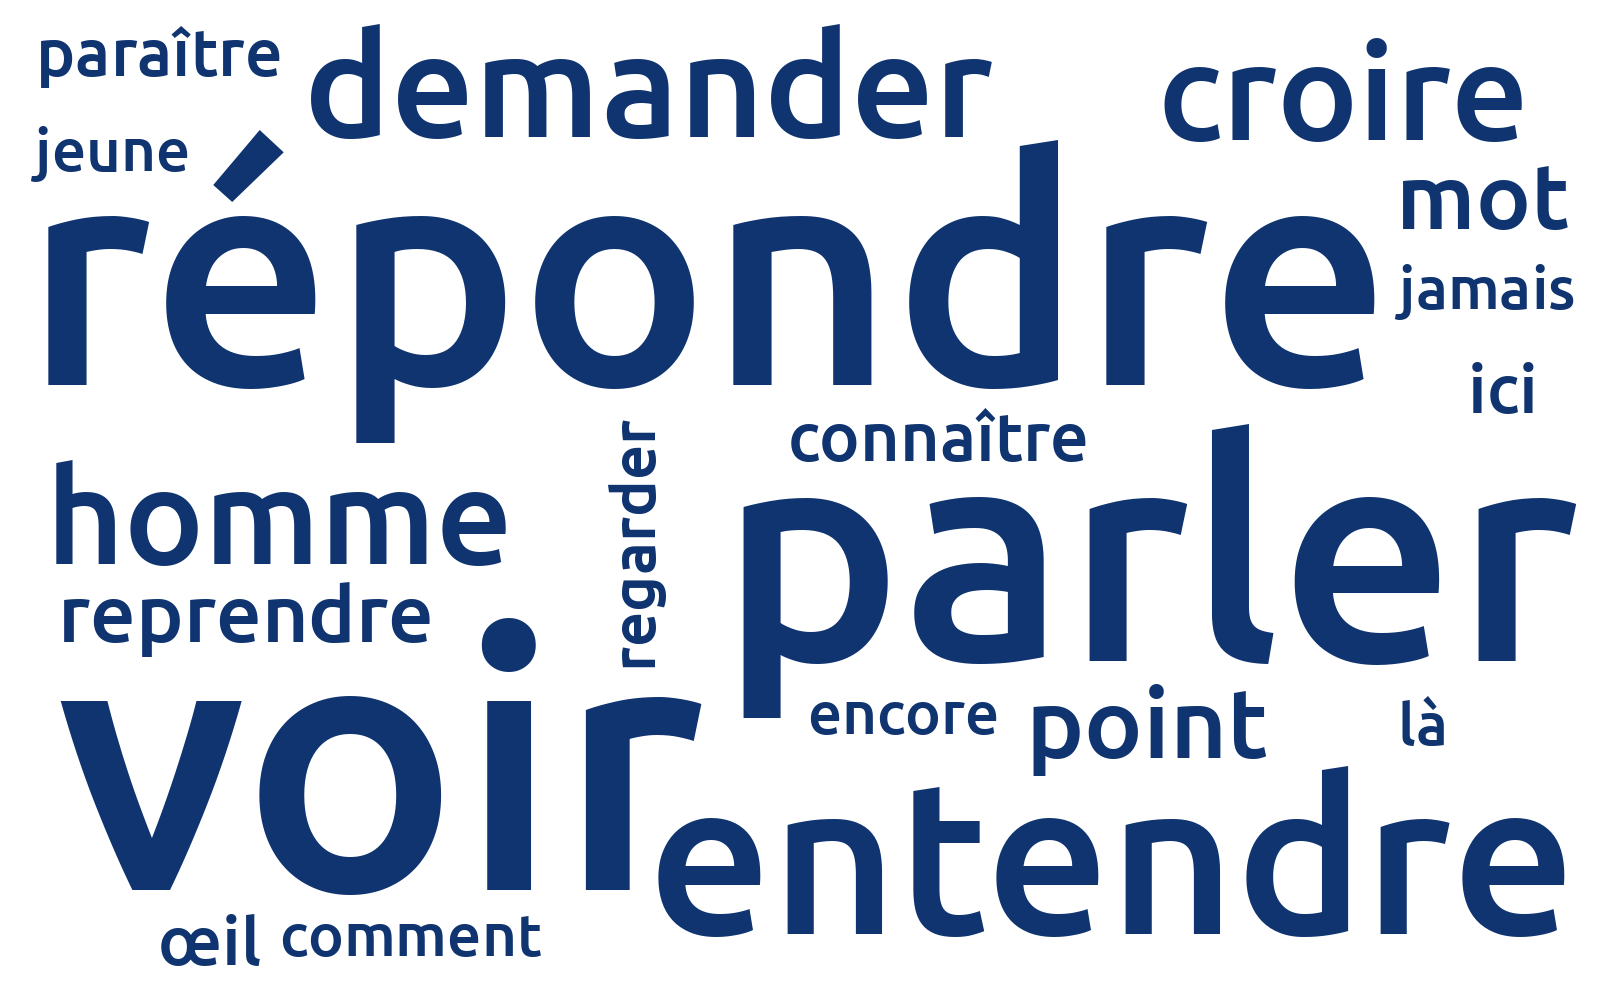 paraître
demander
croire
jeune
répondre
mot
jamais
ici
connaître
regarder
homme
parler
reprendre
voir
encore
point
là
entendre
œil
comment